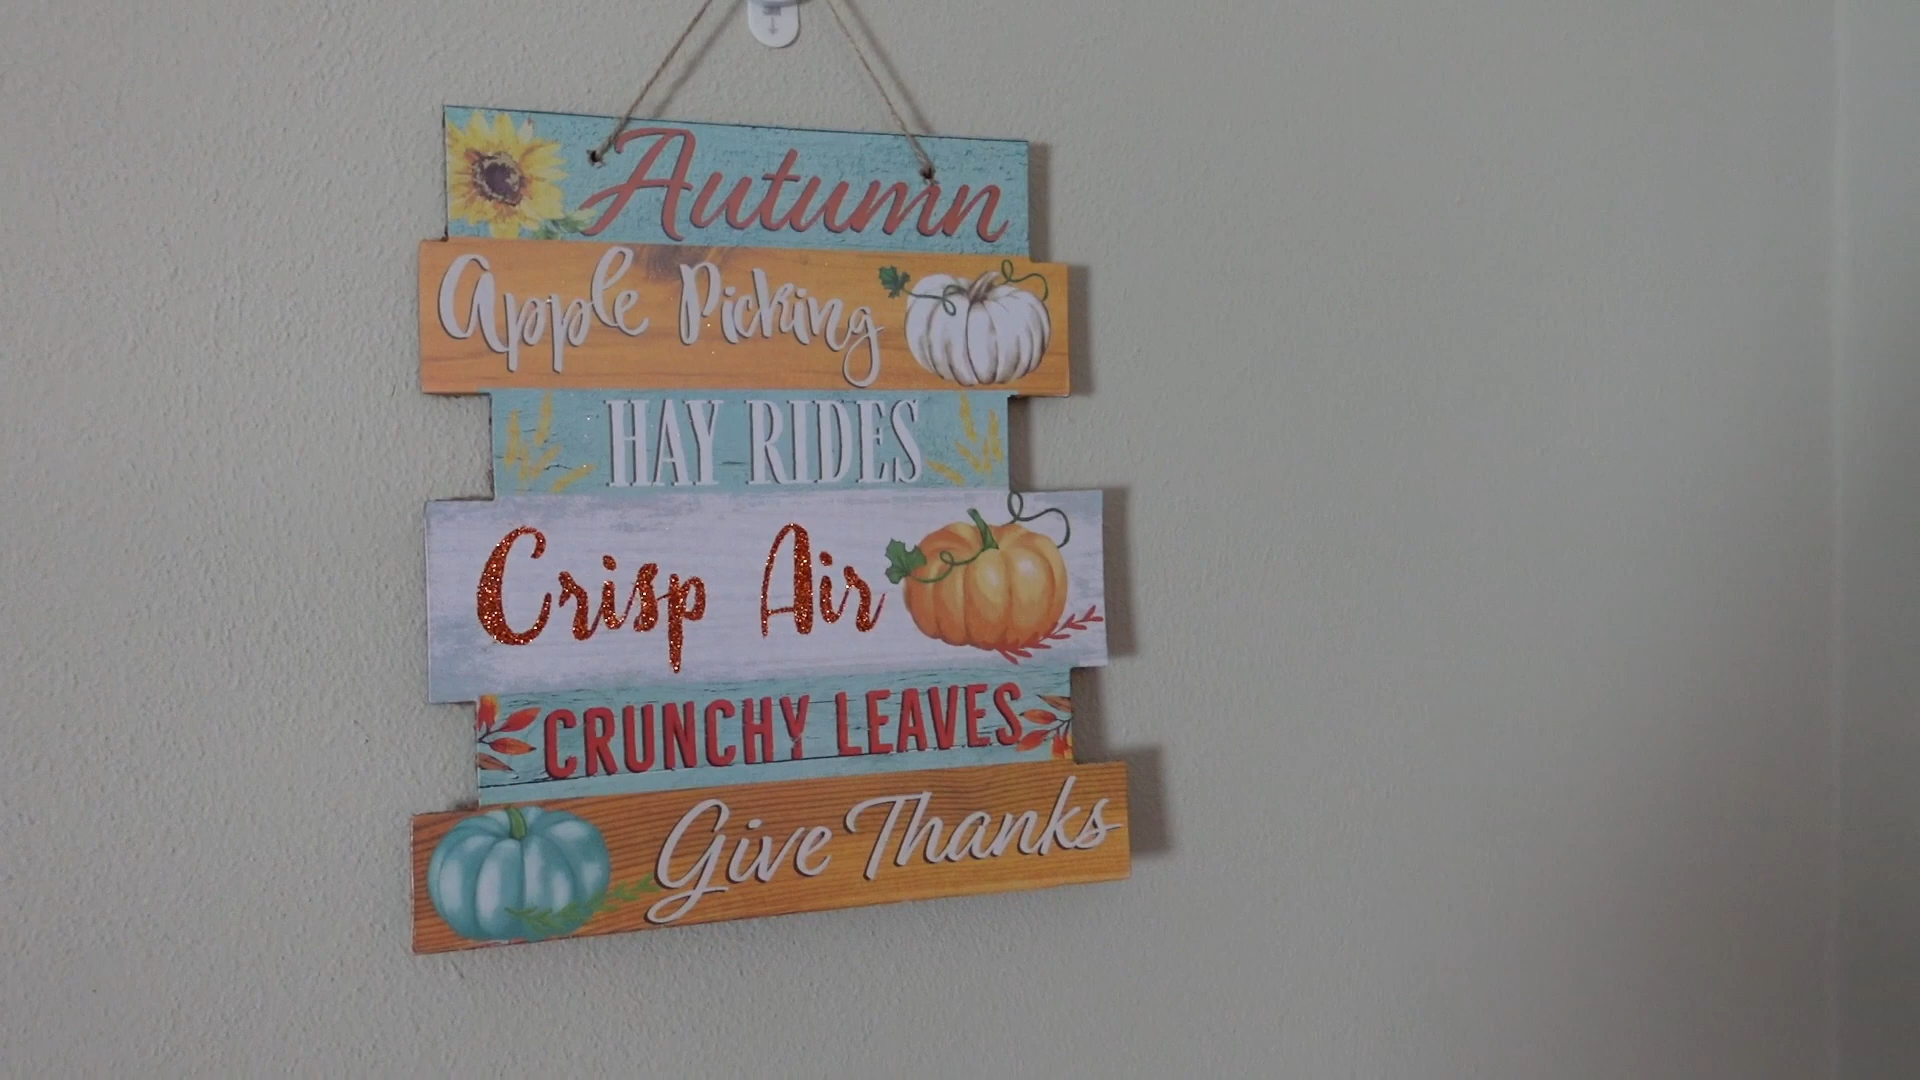 Autumn
Apple Picking
HAY RIDES
Crisp Air
CRUNCHY LEAVES
Give Thanks